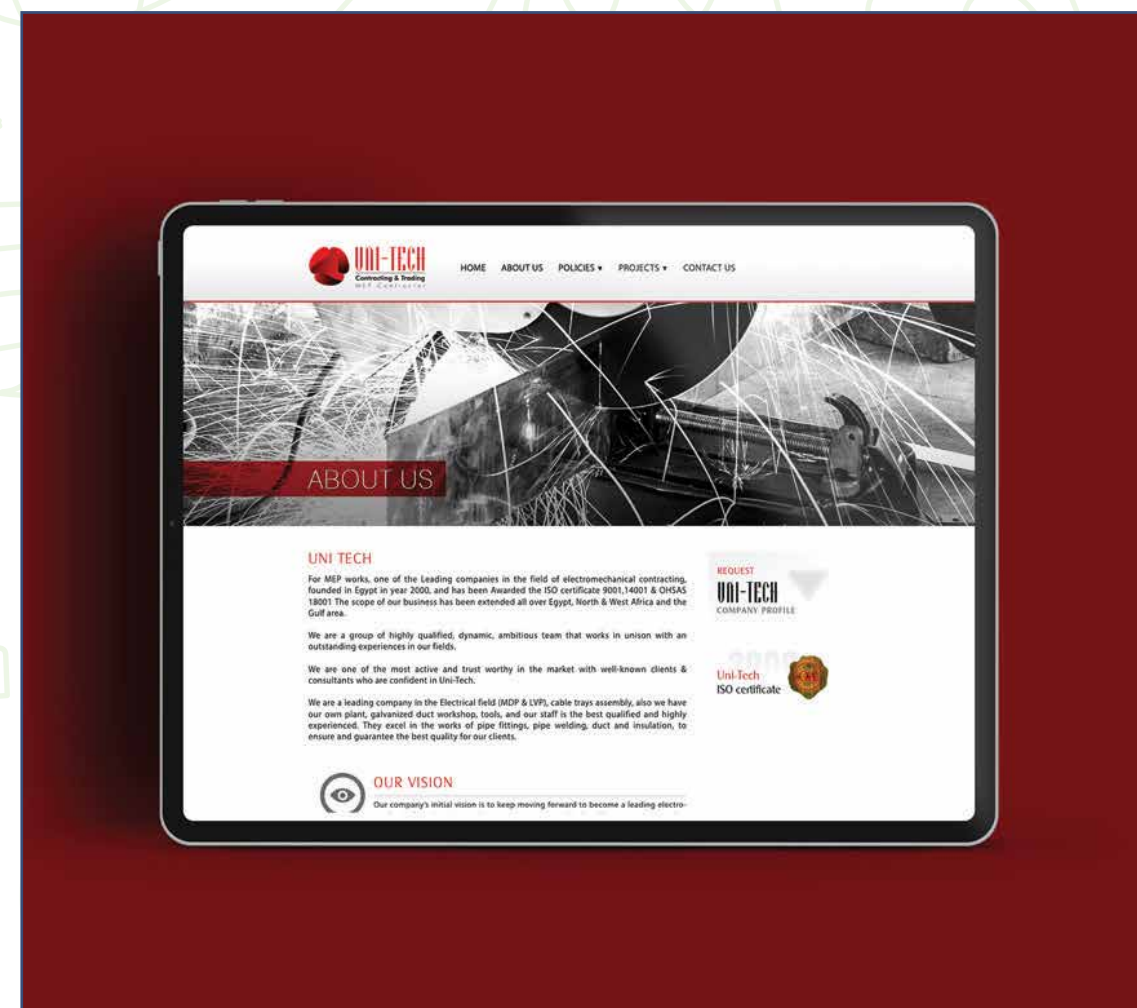 UNI-TECH
Contracting & Trading
MEP Contractor
HOME ABOUT US POLICIES ▾ PROJECTS ▾ CONTACT US
ABOUT US
UNI TECH
For MEP works, one of the Leading companies in the field of electromechanical contracting,
founded in Egypt in year 2000, and has been Awarded the ISO certificate 9001,14001 & OHSAS
18001 The scope of our business has been extended all over Egypt, North & West Africa and the
Gulf area.
We are a group of highly qualified, dynamic, ambitious team that works in unison with an
outstanding experiences in our fields.
We are one of the most active and trust worthy in the market with well-known clients &
consultants who are confident in Uni-Tech.
We are a leading company in the Electrical field (MDP & LVP), cable trays assembly, also we have
our own plant, galvanized duct workshop, tools, and our staff is the best qualified and highly
experienced. They excel in the works of pipe fittings, pipe welding, duct and insulation, to
ensure and guarantee the best quality for our clients.
OUR VISION
Our company's initial vision is to keep moving forward to become a leading electro-
REQUEST
UNI-TECH
COMPANY PROFILE
Uni-Tech
ISO certificate